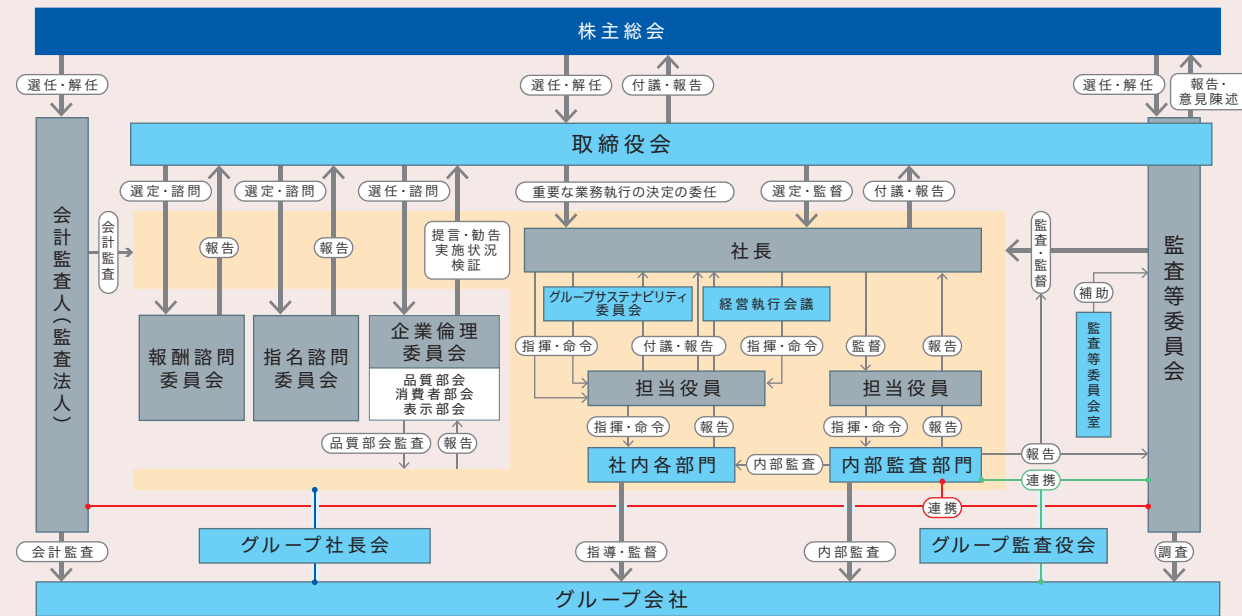 株主総会
選任・解任
選任・解任
付議・報告
選任・解任
報告・
意見陳述
取締役会
選定・諮問
選定・諮問
選任・諮問
重要な業務執行の決定の委任
選定・監督
付議・報告
会計監査人（監査法人）
会計監査
報告
報告
提言・勧告
実施状況
検証
社長
監査・監督
監査等委員会
補助
監査等委員会室
グループサステナビリティ
委員会
経営執行会議
報酬諮問
委員会
指名諮問
委員会
企業倫理
委員会
品質部会
消費者部会
表示部会
指揮・命令
付議・報告
指揮・命令
監督
報告
担当役員
担当役員
品質部会監査
報告
指揮・命令
報告
指揮・命令
報告
社内各部門
内部監査
内部監査部門
報告
連携
連携
グループ社長会
グループ監査役会
会計監査
指導・監督
内部監査
調査
グループ会社